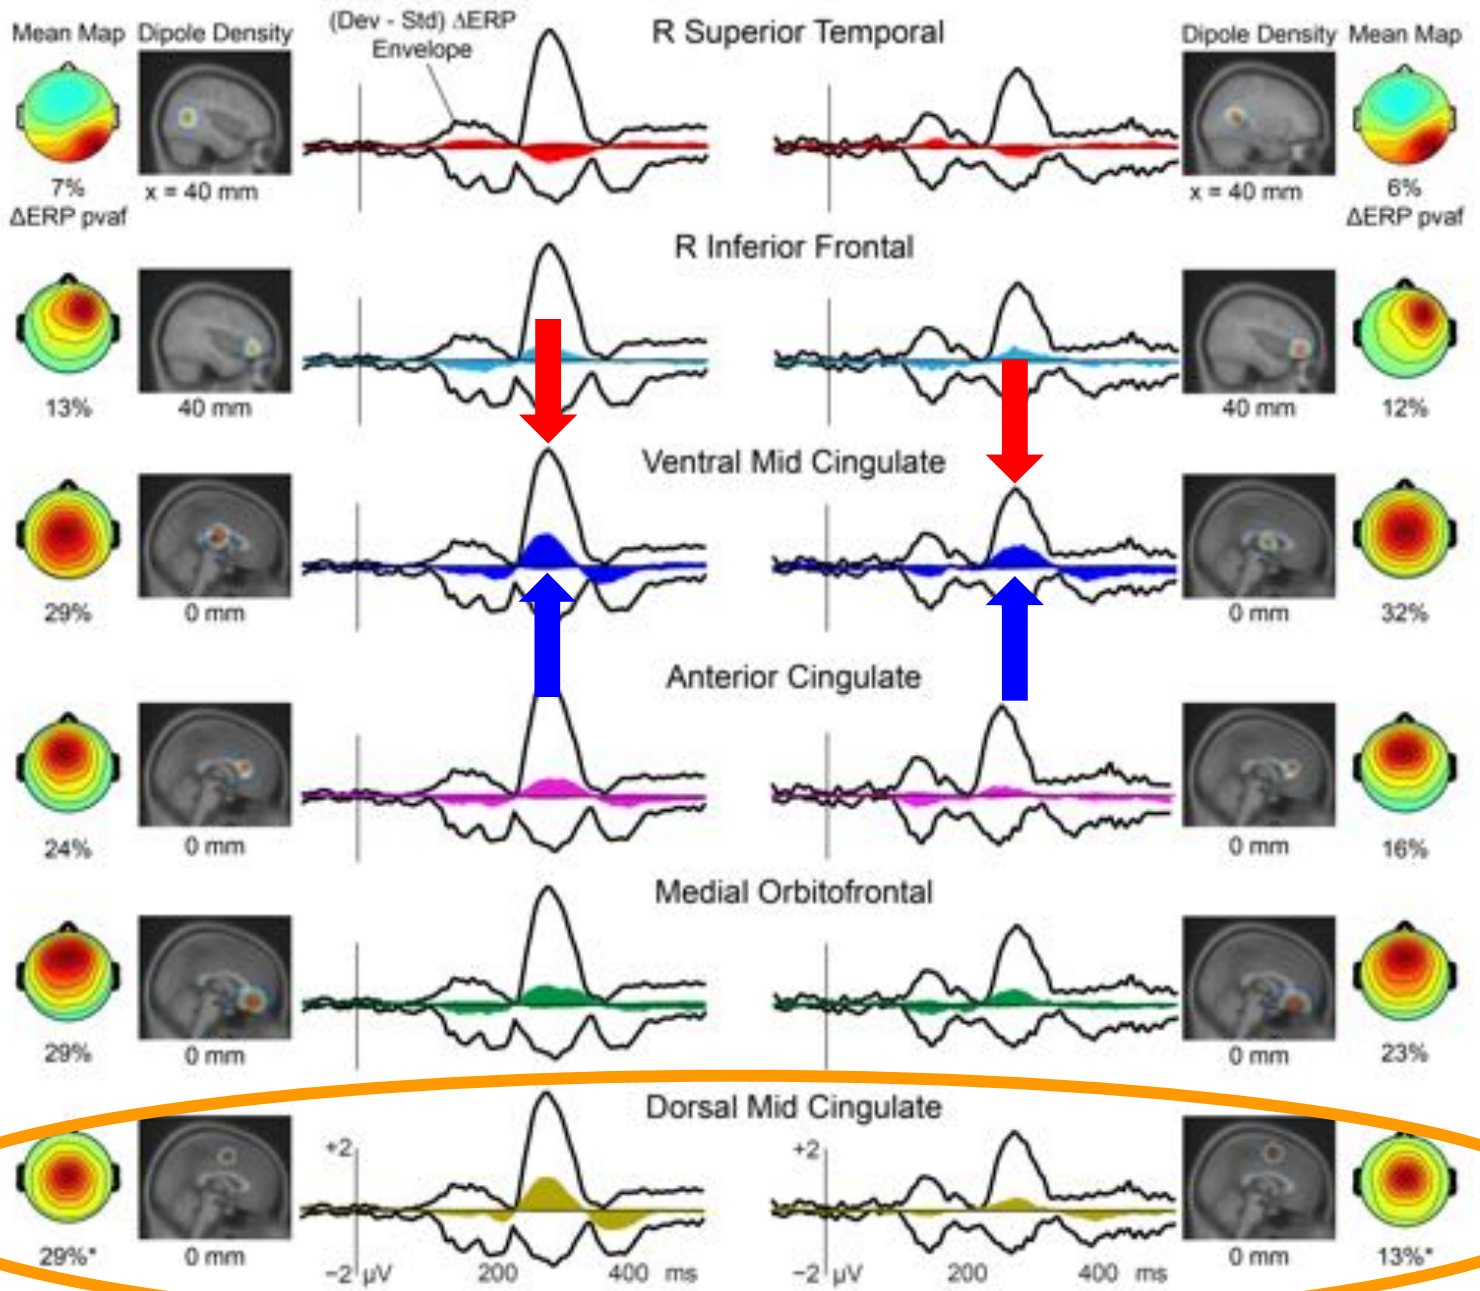 Mean Map Dipole Density (Dev - Std) ΔERP Envelope R Superior Temporal Dipole Density Mean Map
7% x = 40 mm x = 40 mm 6%
ΔERP pvaf ΔERP pvaf
R Inferior Frontal
13% 40 mm 40 mm 12%
Ventral Mid Cingulate
29% 0 mm 0 mm 32%
Anterior Cingulate
24% 0 mm 0 mm 16%
Medial Orbitofrontal
29% 0 mm 0 mm 23%
Dorsal Mid Cingulate
+2 +2
29%* 0 mm 0 mm 13%*
−2 µV 200 400 ms −2 µV 200 400 ms